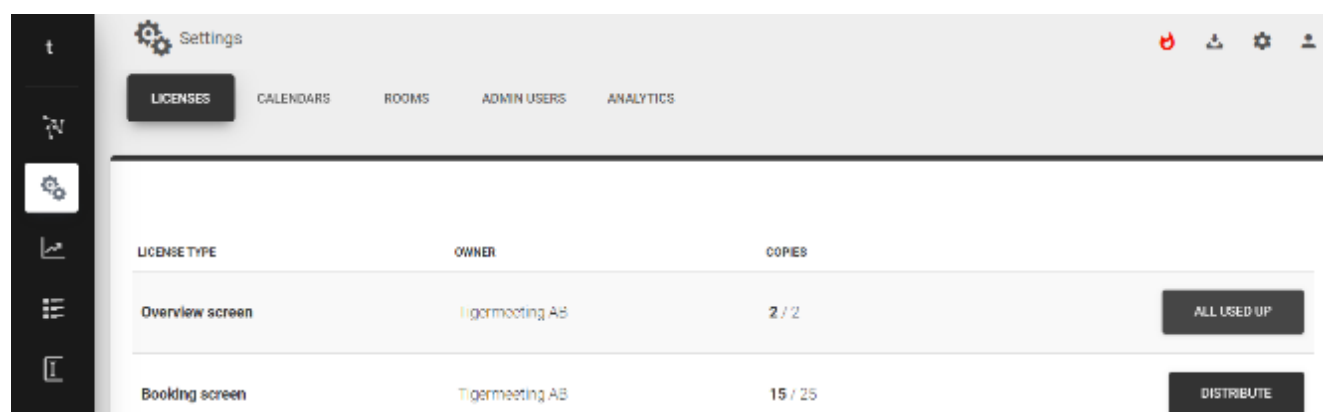 t
Settings
LICENSES CALENDARS ROOMS ADMIN USERS ANALYTICS
LICENSE TYPE OWNER COPIES
Overview screen Tigermeeting AB 2 / 2 ALL USED UP
Booking screen Tigermeeting AB 15 / 25 DISTRIBUTE